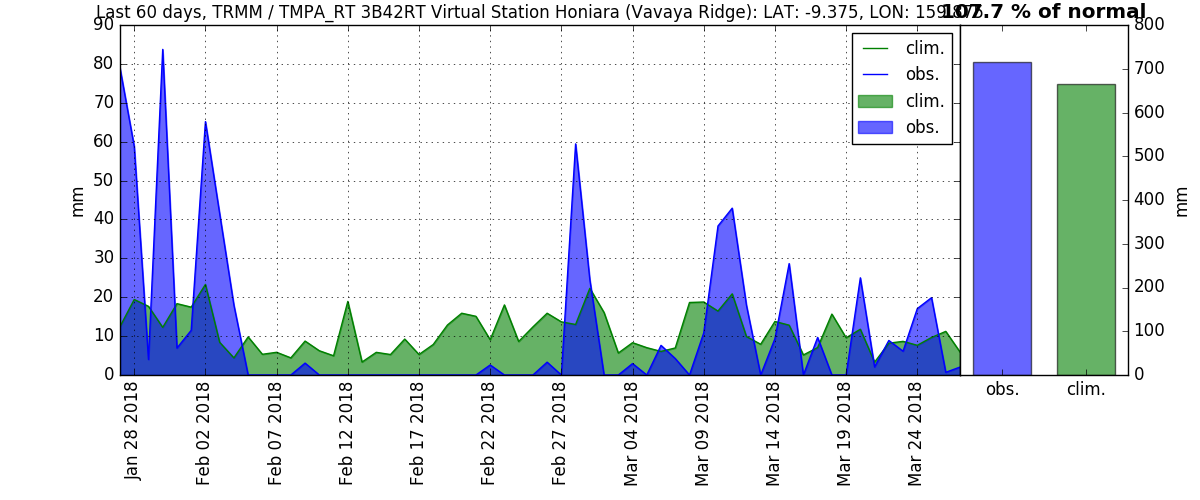 Last 60 days, TRMM / TMPA_RT 3B42RT Virtual Station Honiara (Vavaya Ridge): LAT: -9.375, LON:
107.7 % of normal
90
80
70
60
50
40
30
20
10
0
mm
clim.
obs.
clim.
obs.
800
700
600
500
400
300
200
100
0
mm
Jan 28 2018
Feb 02 2018
Feb 07 2018
Feb 12 2018
Feb 17 2018
Feb 22 2018
Feb 27 2018
Mar 04 2018
Mar 09 2018
Mar 14 2018
Mar 19 2018
Mar 24 2018
obs.
clim.